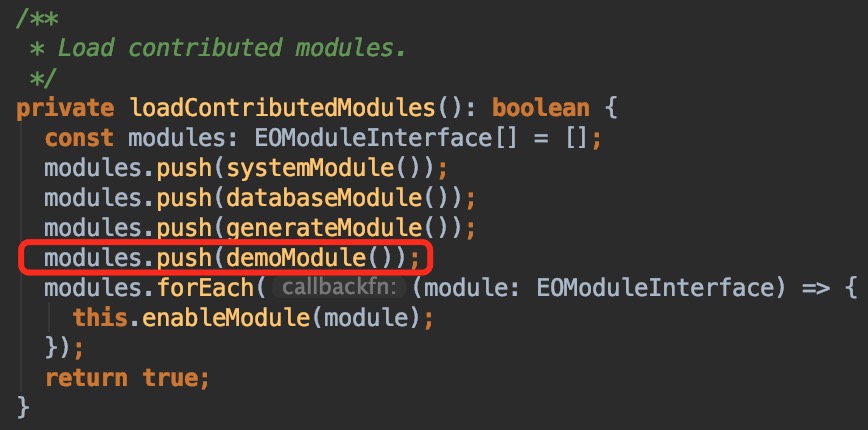 /**
 * Load contributed modules.
 */
private loadContributedModules(): boolean {
  const modules: EOModuleInterface[] = [];
  modules.push(systemModule());
  modules.push(databaseModule());
  modules.push(generateModule());
  modules.push(demoModule());
  modules.forEach( callbackfn: (module: EOModuleInterface) => {
    this.enableModule(module);
  });
  return true;
}